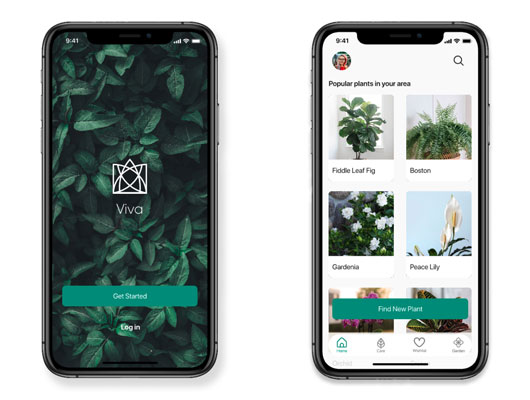 9:41
Viva
Get Started
Log in
9:41
Popular plants in your area
Fiddle Leaf Fig
Boston
Gardenia
Peace Lily
Find New Plant
Home
Care
Wishlist
Garden
Orchid